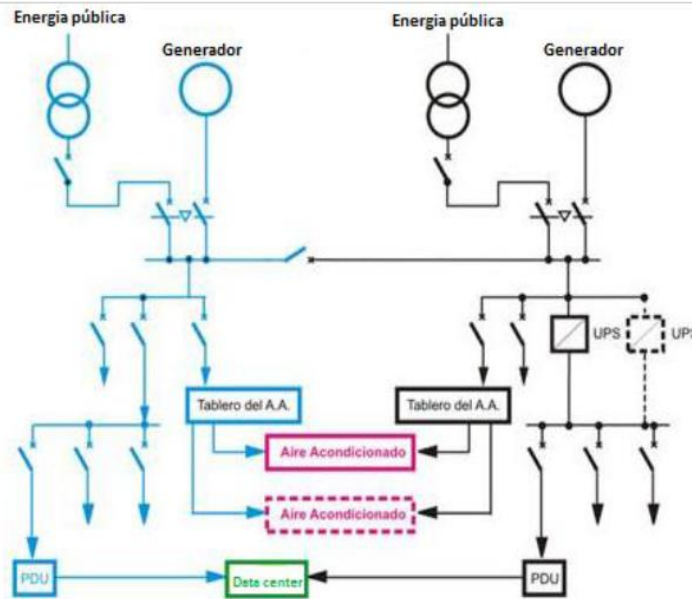 Energia pública
Energia pública
Generador
Generador
UPS
Tablero del A.A.
Tablero del A.A.
Aire Acondicionado
Aire Acondicionado
PDU
Data center
PDU